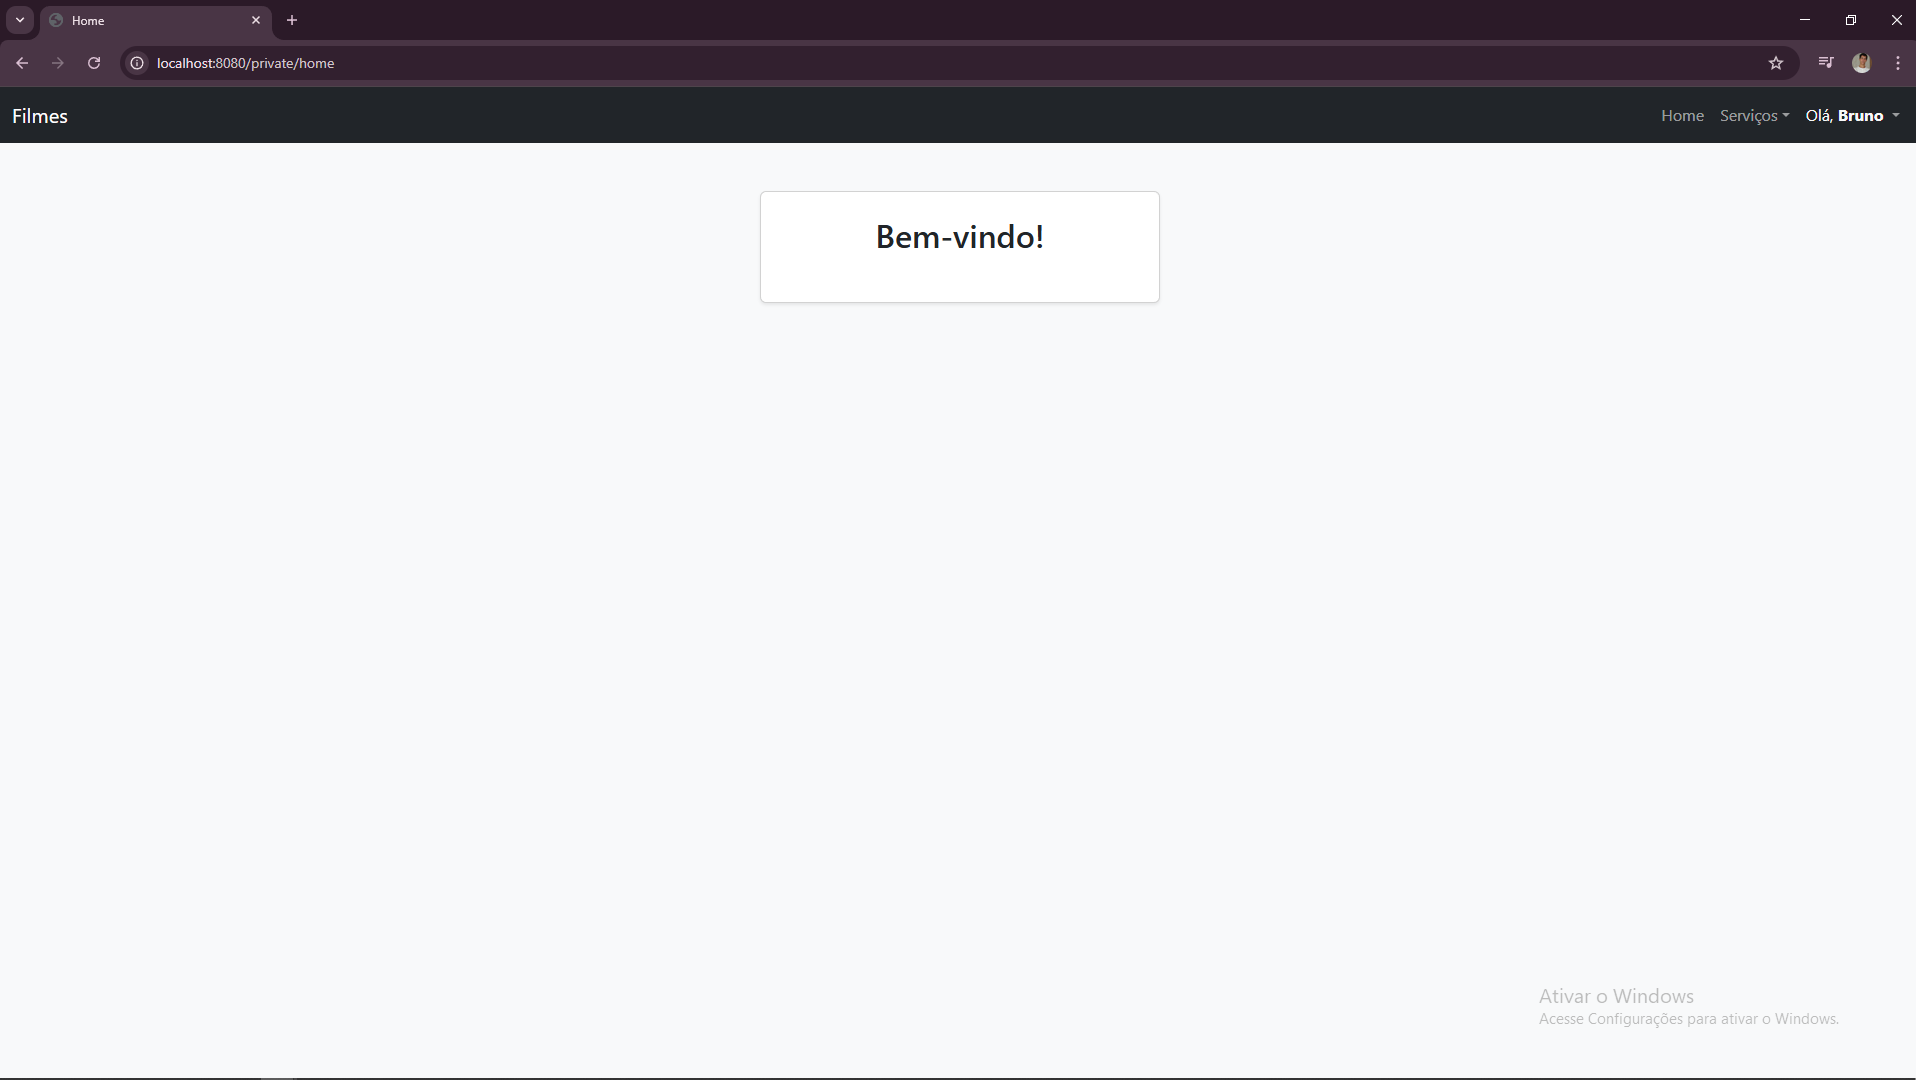 Home
localhost:8080/private/home
Filmes
Home Serviços Olá, Bruno
Bem-vindo!
Ativar o Windows
Acesse Configurações para ativar o Windows.